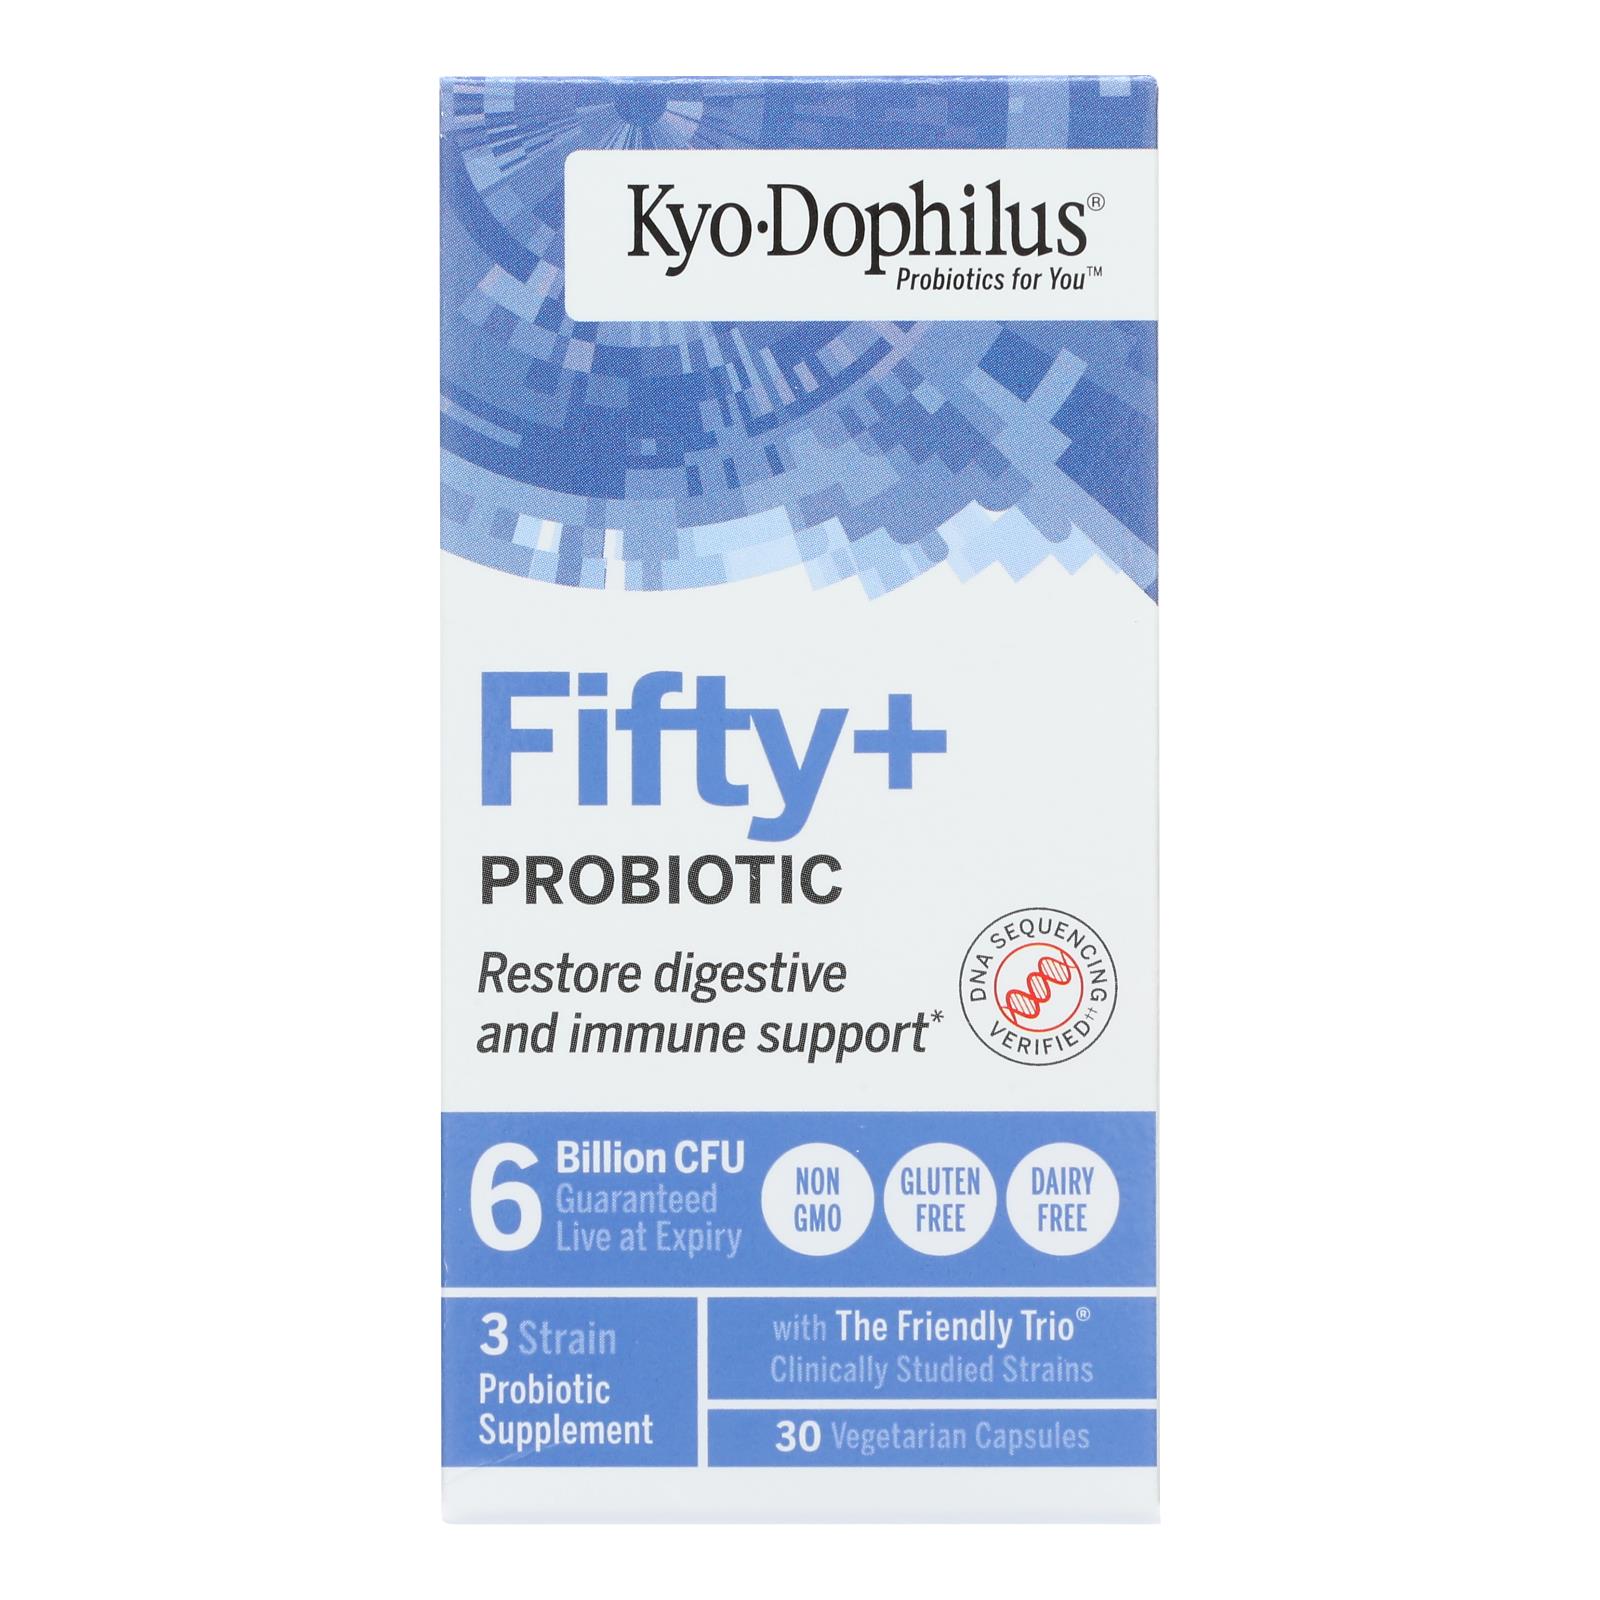 Kyo·Dophilus®
Probiotics for You™
Fifty+
PROBIOTIC
Restore digestive
and immune support*
DNA SEQUENCING
VERIFIED††
6 Billion CFU
Guaranteed
Live at Expiry
NON
GMO
GLUTEN
FREE
DAIRY
FREE
3 Strain
Probiotic
Supplement
with The Friendly Trio®
Clinically Studied Strains
30 Vegetarian Capsules